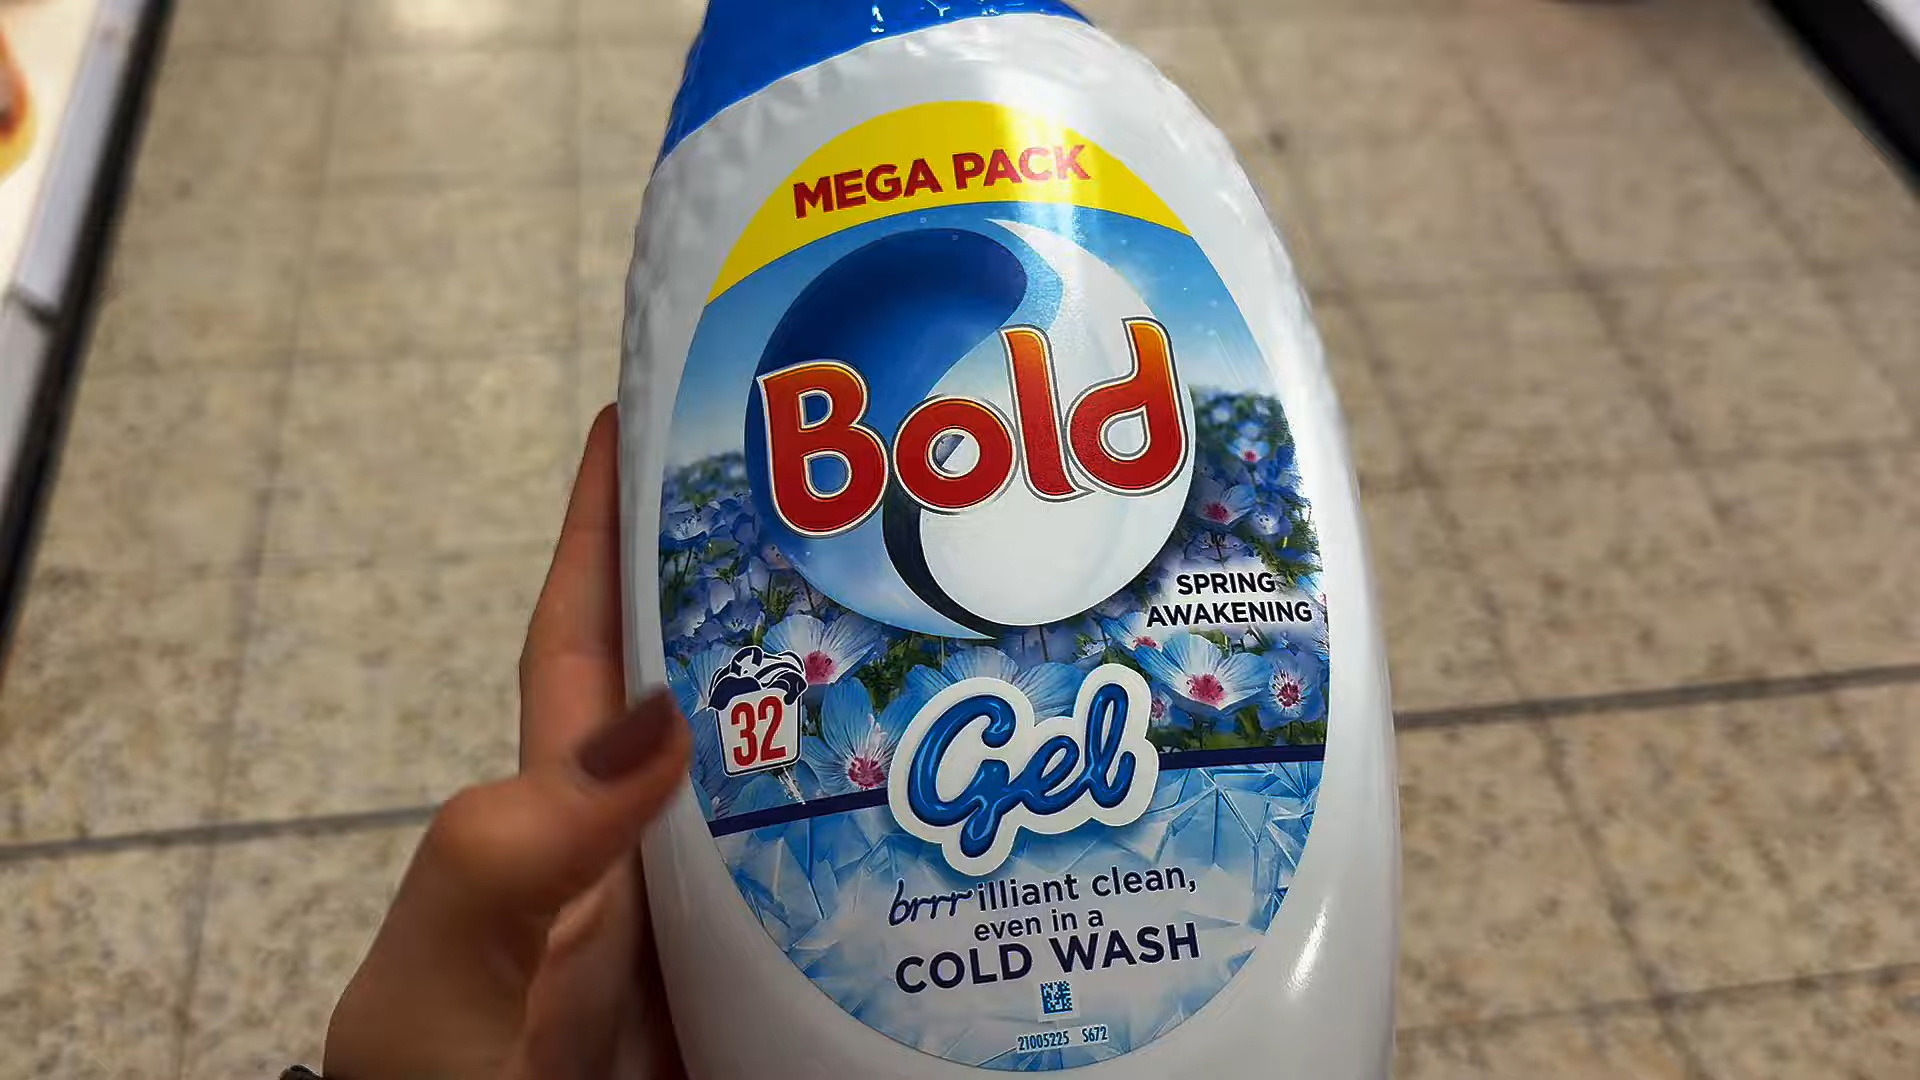 MEGA PACK
Bold
SPRING
AWAKENING
32
Gel
brrrilliant clean,
even in a
COLD WASH
21005225 S672